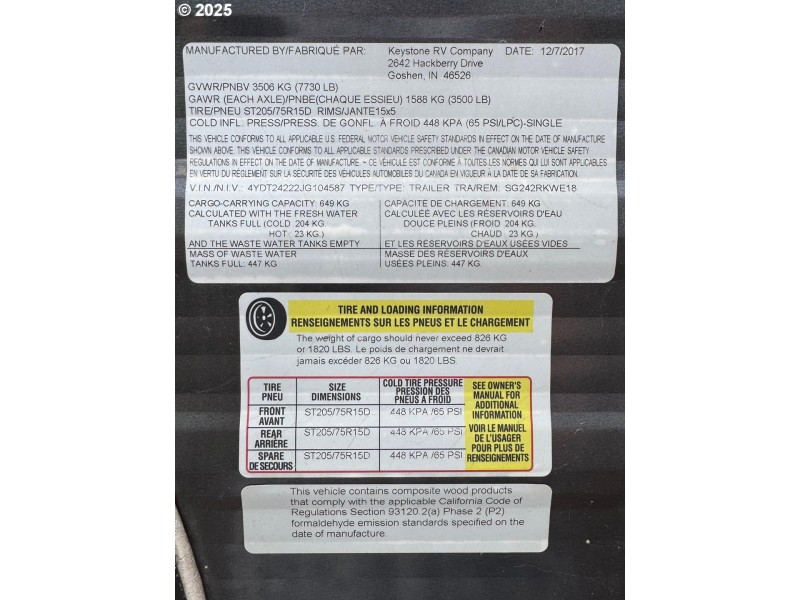 © 2025
MANUFACTURED BY/FABRIQUÉ PAR: Keystone RV Company DATE: 12/7/2017
2642 Hackberry Drive
Goshen, IN 46526
GVWR/PNBV 3506 KG (7730 LB)
GAWR (EACH AXLE)/PNBE(CHAQUE ESSIEU) 1588 KG (3500 LB)
TIRE/PNEU ST205/75R15D RIMS/JANTE15x5
COLD INFL. PRESS/PRESS. DE GONFL. À FROID 448 KPA (65 PSI/LPC)-SINGLE
THIS VEHICLE CONFORMS TO ALL APPLICABLE U.S. FEDERAL MOTOR VEHICLE SAFETY STANDARDS IN EFFECT ON THE DATE OF MANUFACTURE
SHOWN ABOVE. THIS VEHICLE CONFORMS TO ALL APPLICABLE STANDARDS PRESCRIBED UNDER THE CANADIAN MOTOR VEHICLE SAFETY
REGULATIONS IN EFFECT ON THE DATE OF MANUFACTURE. - CE VÉHICULE EST CONFORME À TOUTES LES NORMES QUI LUI SONT APPLICABLES
EN VERTU DU RÈGLEMENT SUR LA SÉCURITÉ DES VÉHICULES AUTOMOBILES DU CANADA EN VIGUEUR À LA DATE DE SA FABRICATION
V.I.N./N.I.V.: 4YDT24222JG104587 TYPE/TYPE: TRAILER TRA/REM: SG242RKWE18
CARGO-CARRYING CAPACITY: 649 KG
CALCULATED WITH THE FRESH WATER
TANKS FULL (COLD 204 KG.
HOT :23 KG.)
AND THE WASTE WATER TANKS EMPTY
MASS OF WASTE WATER
TANKS FULL: 447 KG
CAPACITE DE CHARGEMENT: 649 KG
CALCULÉÉ AVEC LES RÉSERVOIRS D'EAU
DOUCE PLEINS (FROID 204 KG.
CHAUD : 23 KG.)
ET LES RÉSERVOIRS D'EAUX USÉES VIDES
MASSE DES RÉSERVOIRS D'EAUX
USÉES PLEINS: 447 KG.
TIRE AND LOADING INFORMATION
RENSEIGNEMENTS SUR LES PNEUS ET LE CHARGEMENT
The weight of cargo should never exceed 826 KG
or 1820 LBS. Le poids de chargement ne devrait
jamais excéder 826 KG ou 1820 LBS.
TIRE
PNEU
SIZE
DIMENSIONS
COLD TIRE PRESSURE
PRESSION DES
PNEUS A FROID
FRONT
AVANT
ST205/75R15D
448 KPA /65 PSI
REAR
ARRIÈRE
ST205/75R15D
448 KPA /65 PSI
SPARE
DE SECOURS
ST205/75R15D
448 KPA /65 PSI
SEE OWNER'S
MANUAL FOR
ADDITIONAL
INFORMATION
VOIR LE MANUEL
DE L'USAGER
POUR PLUS DE
RENSEIGNEMENTS
This vehicle contains composite wood products
that comply with the applicable California Code of
Regulations Section 93120.2(a) Phase 2 (P2)
formaldehyde emission standards specified on the
date of manufacture.